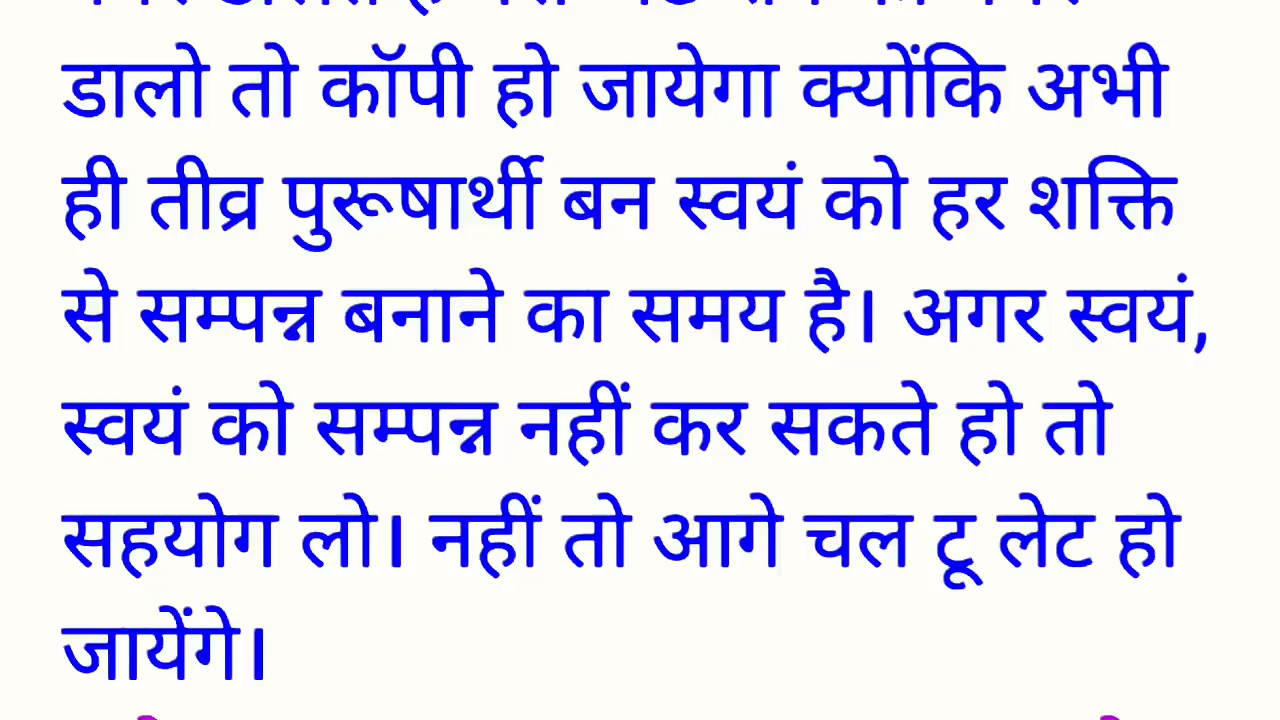 डालो तो कॉपी हो जायेगा क्योंकि अभी
ही तीव्र पुरूषार्थी बन स्वयं को हर शक्ति
से सम्पन्न बनाने का समय है। अगर स्वयं,
स्वयं को सम्पन्न नहीं कर सकते हो तो
सहयोग लो। नहीं तो आगे चल टू लेट हो
जायेंगे।